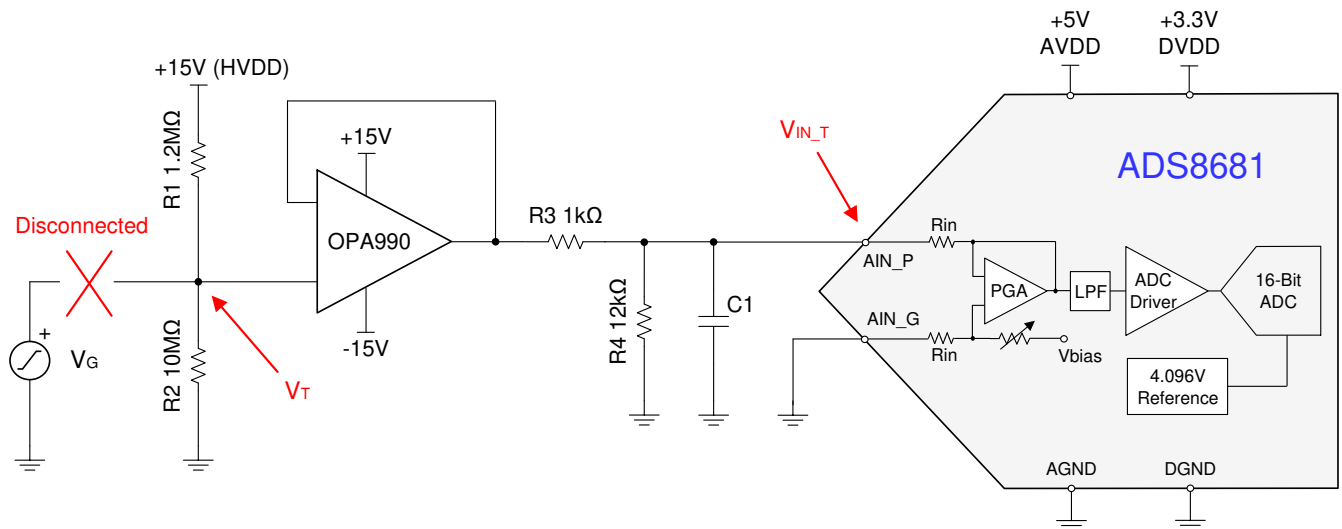 +5V
AVDD
+3.3V
DVDD
+15V (HVDD)
R1 1.2MΩ
+15V
VIN_T
ADS8681
Disconnected
OPA990
R3 1kΩ
Rin
AIN_P
PGA
LPF
ADC
Driver
16-Bit
ADC
+
VG
R2 10MΩ
VT
-15V
R4 12kΩ
C1
AIN_G
Rin
Vbias
4.096V
Reference
AGND
DGND